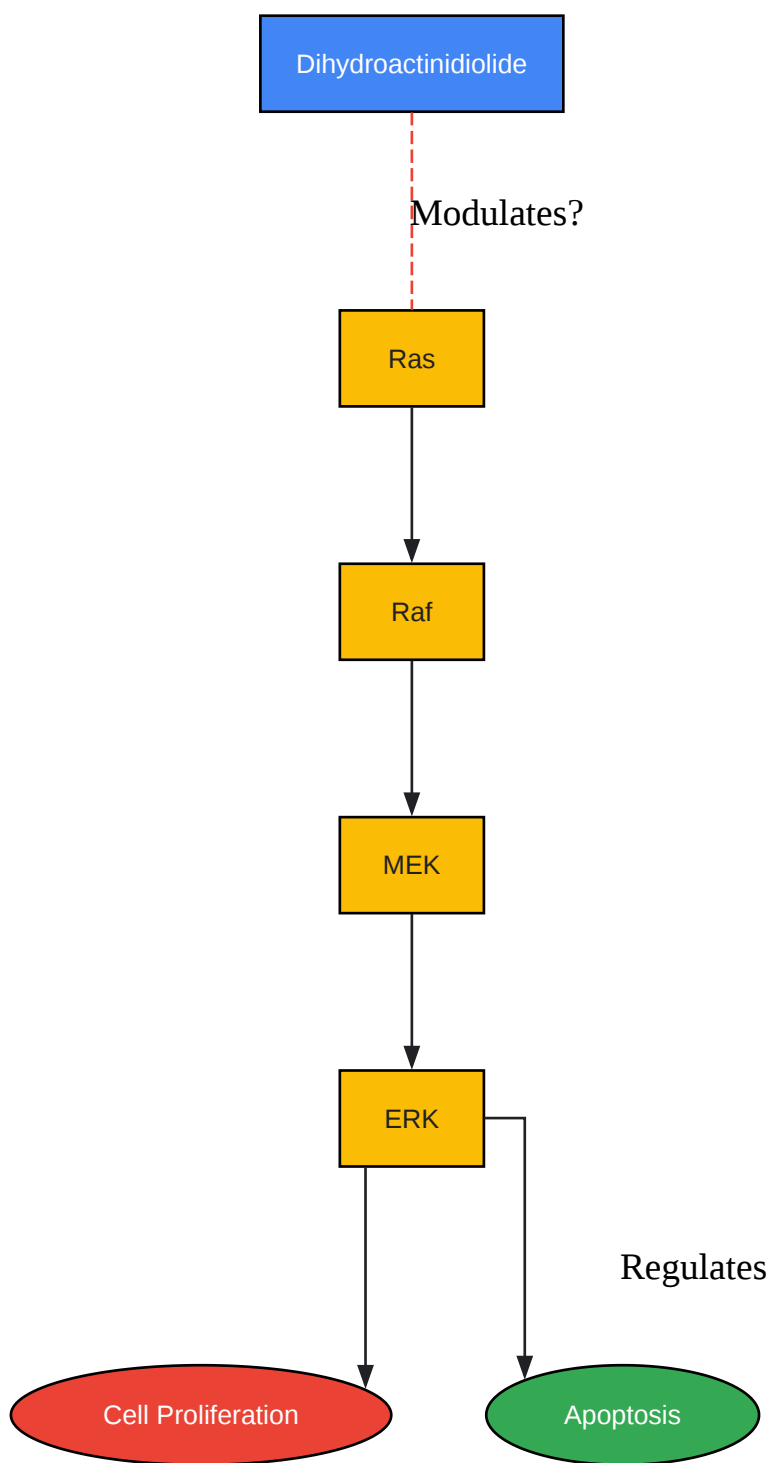 Dihydroactinidiolide
Modulates?
Ras
Raf
MEK
ERK
Regulates
Cell Proliferation
Apoptosis